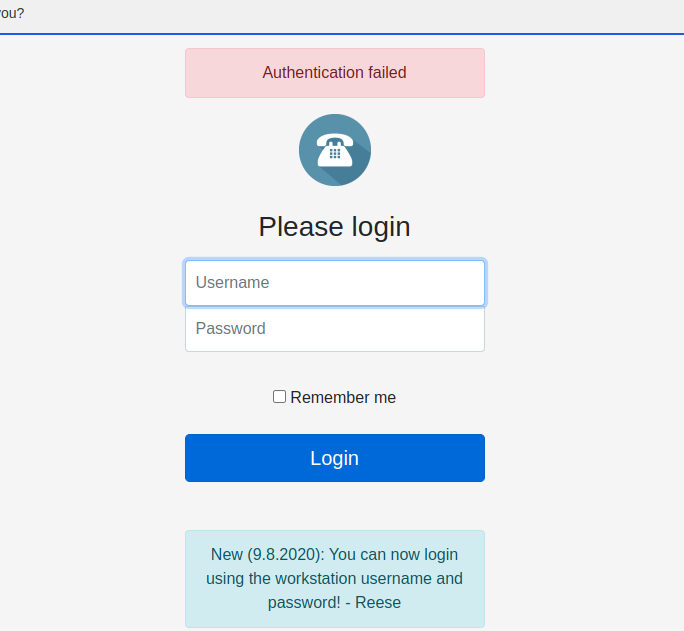 you?
Authentication failed
Please login
Username
Password
Remember me
Login
New (9.8.2020): You can now login
using the workstation username and
password! - Reese